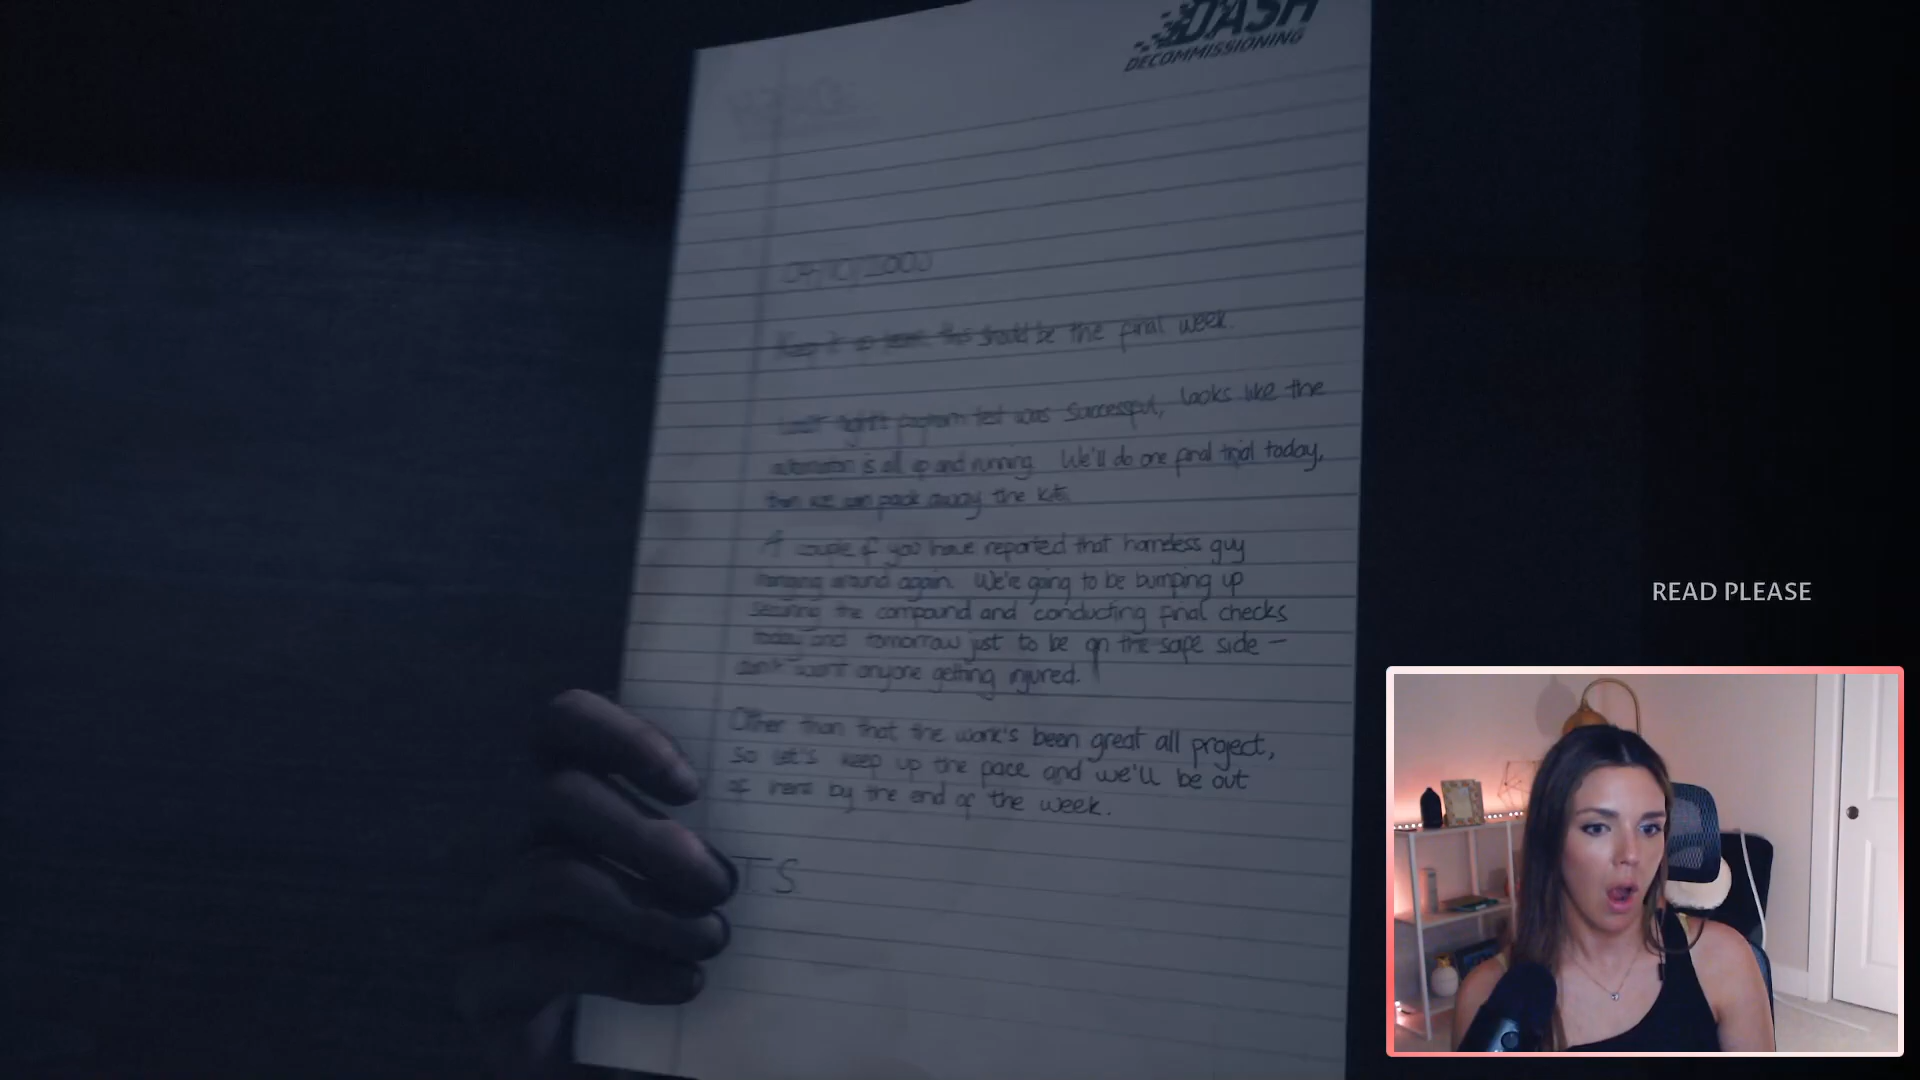 DASH
DECOMMISSIONING
this should be the final week.
test was successful, looks like the
automation is all up and running. We'll do one final trial today,
then we can pack away the kit.
A couple of you have reported that homeless guy
hanging around again. We're going to be bumping up
securing the compound and conducting final checks
today and tomorrow just to be on the safe side -
don't want anyone getting injured.
Other than that the work's been great all project,
so let's keep up the pace and we'll be out
of here by the end of the week.
T S
READ PLEASE